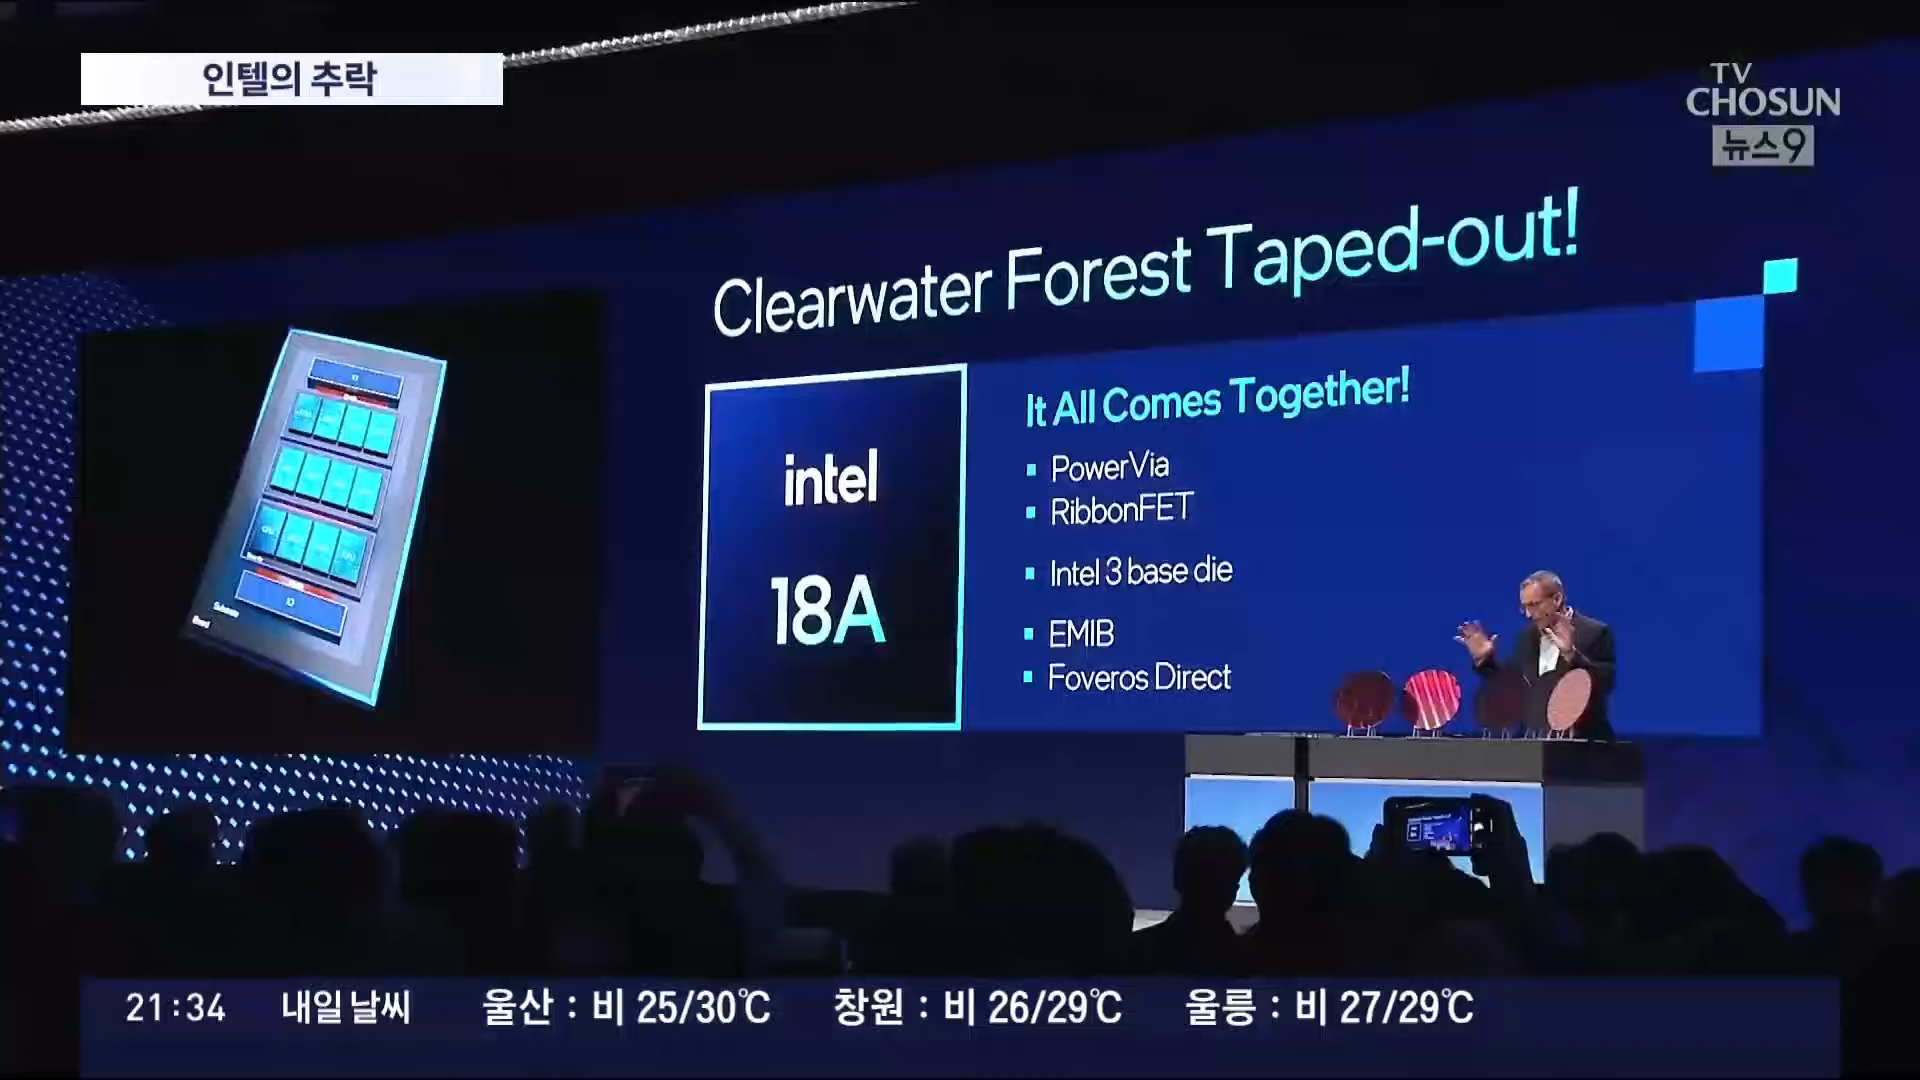 인텔의 추락
TV
CHOSUN
뉴스9
Clearwater Forest Taped-out!
intel
18A
It All Comes Together!
PowerVia
RibbonFET
Intel 3 base die
EMIB
Foveros Direct
21:34 내일 날씨 울산 : 비 25/30℃ 창원 : 비 26/29℃ 울릉 : 비 27/29℃